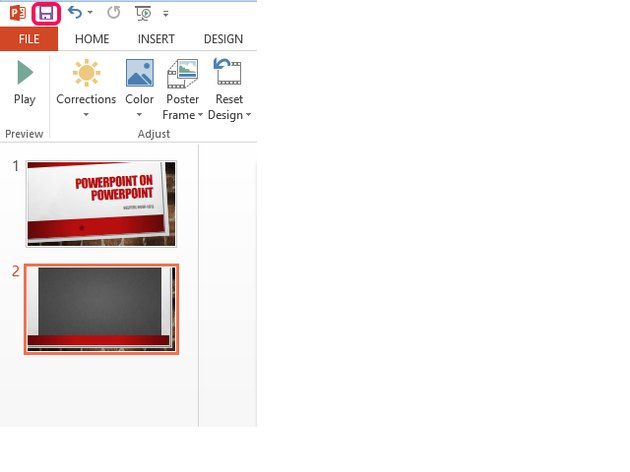 FILE HOME INSERT DESIGN
Play Corrections Color Poster Frame Reset Design
Preview Adjust
1
POWERPOINT ON
POWERPOINT
2